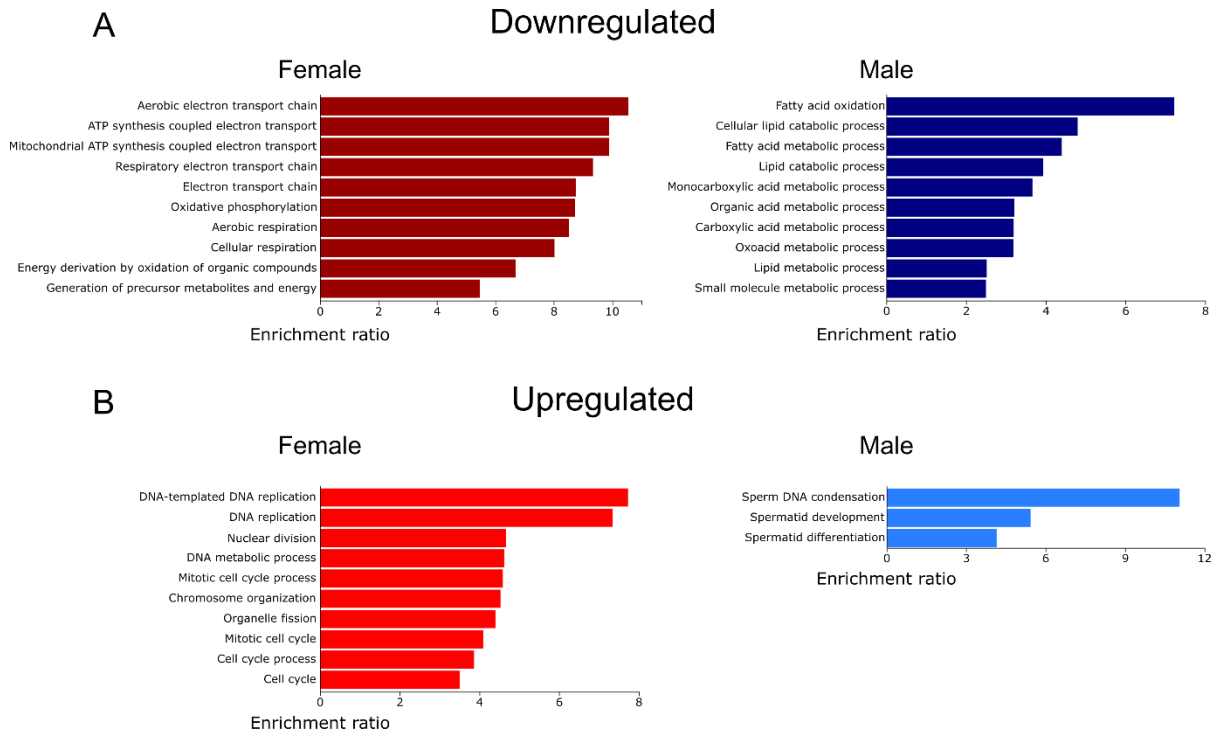 A
Downregulated
Female
Aerobic electron transport chain
ATP synthesis coupled electron transport
Mitochondrial ATP synthesis coupled electron transport
Respiratory electron transport chain
Electron transport chain
Oxidative phosphorylation
Aerobic respiration
Cellular respiration
Energy derivation by oxidation of organic compounds
Generation of precursor metabolites and energy
0 2 4 6 8 10
Enrichment ratio
Male
Fatty acid oxidation
Cellular lipid catabolic process
Fatty acid metabolic process
Lipid catabolic process
Monocarboxylic acid metabolic process
Organic acid metabolic process
Carboxylic acid metabolic process
Oxoacid metabolic process
Lipid metabolic process
Small molecule metabolic process
0 2 4 6 8
Enrichment ratio
B
Upregulated
Female
DNA-templated DNA replication
DNA replication
Nuclear division
DNA metabolic process
Mitotic cell cycle process
Chromosome organization
Organelle fission
Mitotic cell cycle
Cell cycle process
Cell cycle
0 2 4 6 8
Enrichment ratio
Male
Sperm DNA condensation
Spermatid development
Spermatid differentiation
0 3 6 9 12
Enrichment ratio